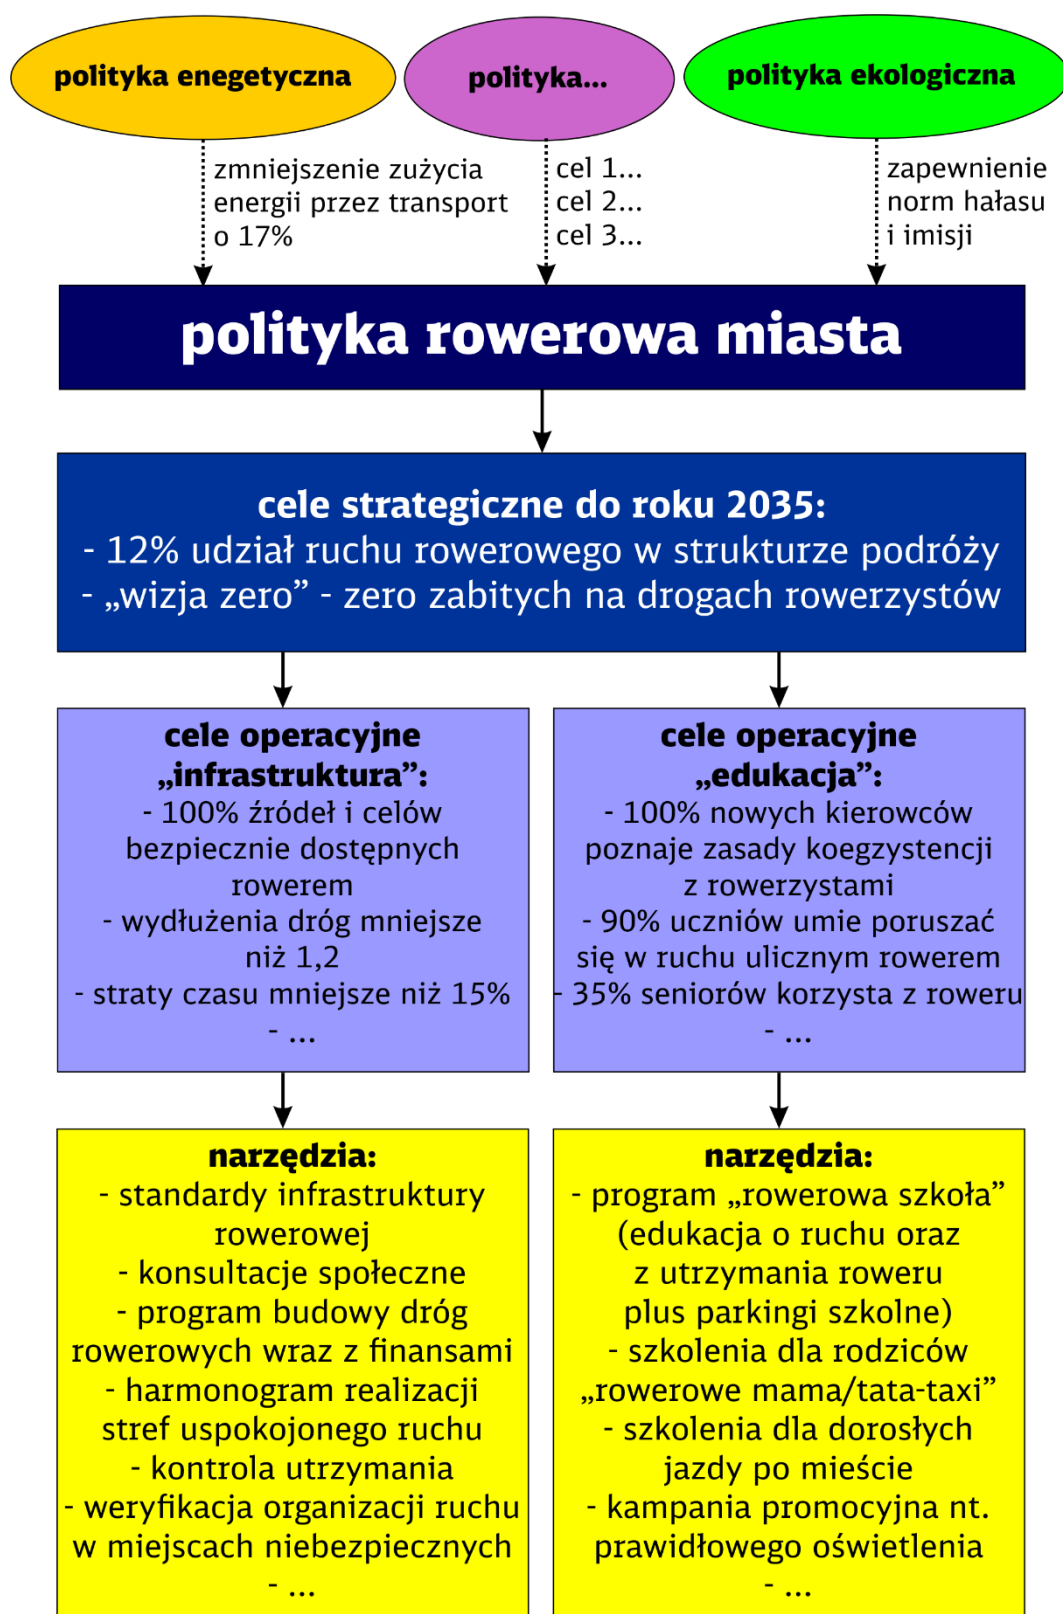 polityka enegetyczna
polityka...
polityka ekologiczna
zmniejszenie zużycia
energii przez transport
o 17%
cel 1...
cel 2...
cel 3...
zapewnienie
norm hałasu
i imisji
polityka rowerowa miasta
cele strategiczne do roku 2035:
- 12% udział ruchu rowerowego w strukturze podróży
- „wizja zero” - zero zabitych na drogach rowerzystów
cele operacyjne
„infrastruktura”:
- 100% źródeł i celów
bezpiecznie dostępnych
rowerem
- wydłużenia dróg mniejsze
niż 1,2
- straty czasu mniejsze niż 15%
- ...
cele operacyjne
„edukacja”:
- 100% nowych kierowców
poznaje zasady koegzystencji
z rowerzystami
- 90% uczniów umie poruszać
się w ruchu ulicznym rowerem
- 35% seniorów korzysta z roweru
- ...
narzędzia:
- standardy infrastruktury
rowerowej
- konsultacje społeczne
- program budowy dróg
rowerowych wraz z finansami
- harmonogram realizacji
stref uspokojonego ruchu
- kontrola utrzymania
- weryfikacja organizacji ruchu
w miejscach niebezpiecznych
- ...
narzędzia:
- program „rowerowa szkoła”
(edukacja o ruchu oraz
z utrzymania roweru
plus parkingi szkolne)
- szkolenia dla rodziców
„rowerowe mama/tata-taxi”
- szkolenia dla dorosłych
jazdy po mieście
- kampania promocyjna nt.
prawidłowego oświetlenia
- ...